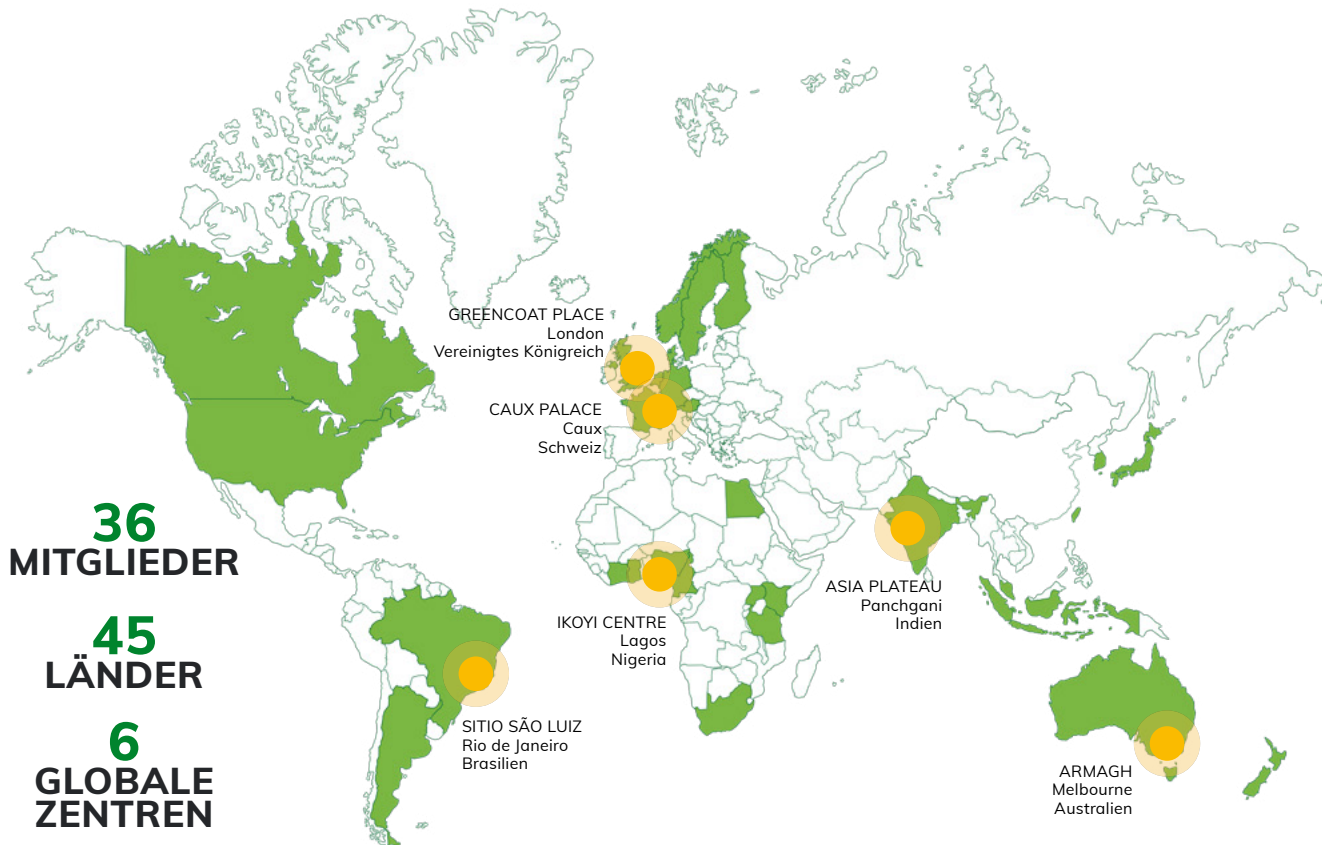 GREENCOAT PLACE
London
Vereinigtes Königreich
CAUX PALACE
Caux
Schweiz
36
MITGLIEDER
45
LÄNDER
6
GLOBALE
ZENTREN
IKOYI CENTRE
Lagos
Nigeria
SITIO SÃO LUIZ
Rio de Janeiro
Brasilien
ASIA PLATEAU
Panchgani
Indien
ARMAGH
Melbourne
Australien